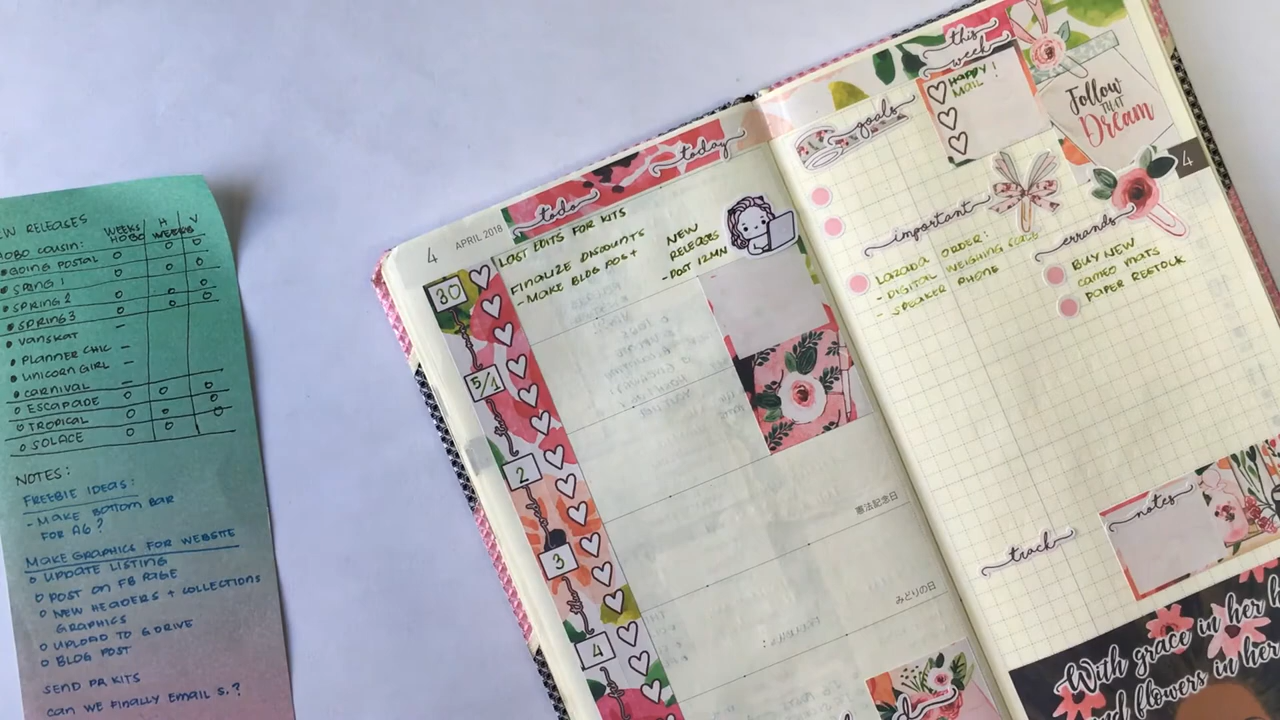 NEW RELEASES
WEEKS HOBO
H WEEKS
V
HOBO COUSIN:
GOING POSTAL
SPRING 1
SPRING 2
SPRING 3
VANSKAT
PLANNER CHIC
UNICORN GIRL
CARNIVAL
ESCAPADE
TROPICAL
SOLACE
NOTES:
FREEBIE IDEAS:
- MAKE BOTTOM BAR
FOR A6?
MAKE GRAPHICS FOR WEBSITE
UPDATE LISTING
POST ON FB PAGE
NEW HEADERS + COLLECTIONS
GRAPHICS
UPLOAD TO GDRIVE
BLOG POST
SEND PR KITS
CAN WE FINALLY EMAIL S.?
4
APRIL 2018
todo
today
LAST EDITS FOR KITS
FINALIZE DISCOUNTS
- MAKE BLOG POST
NEW
RELEASES
- POST 12MN
30
5/1
2
憲法記念日
3
みどりの日
4
this
week
HAPPY!
MAIL
goals
Follow
THAT
Dream
4
important
LAZADA ORDER:
- DIGITAL WEIGHING
- SPEAKER PHONE
errands
BUY NEW
CAMEO MATS
PAPER RESTOCK
track
notes
With grace in her
and flowers in her